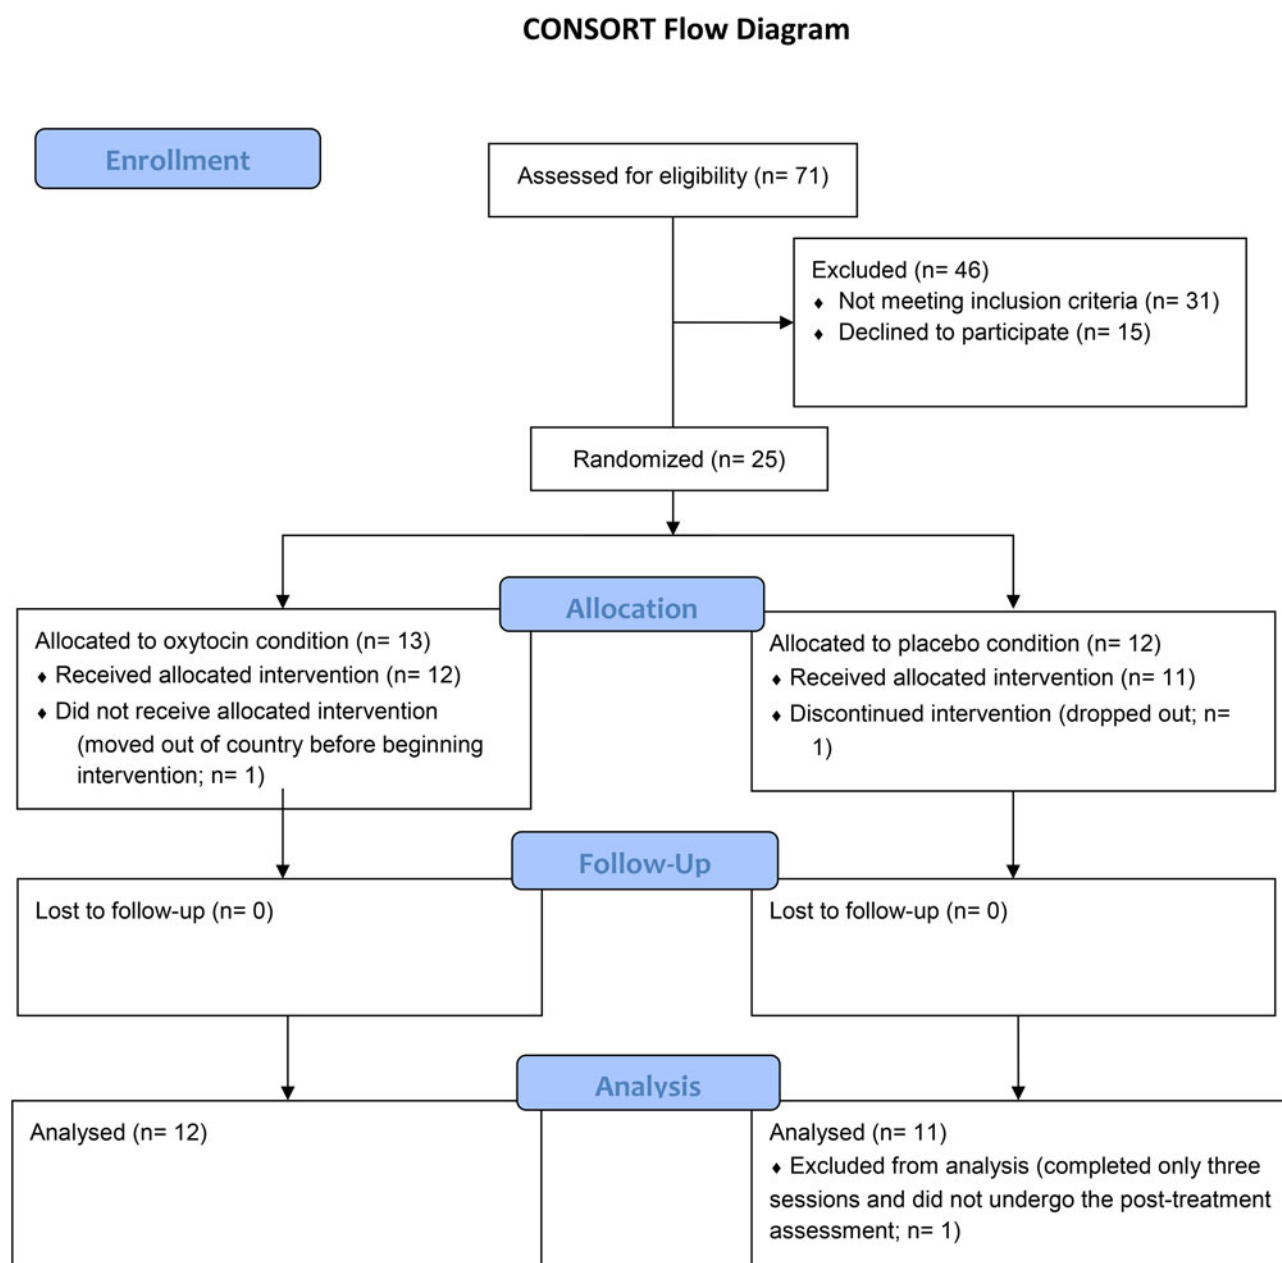 CONSORT Flow Diagram
Enrollment
Assessed for eligibility (n= 71)
Excluded (n= 46)
♦ Not meeting inclusion criteria (n= 31)
♦ Declined to participate (n= 15)
Randomized (n= 25)
Allocation
Allocated to oxytocin condition (n= 13)
♦ Received allocated intervention (n= 12)
♦ Did not receive allocated intervention
(moved out of country before beginning
intervention; n= 1)
Allocated to placebo condition (n= 12)
♦ Received allocated intervention (n= 11)
♦ Discontinued intervention (dropped out; n=
1)
Follow-Up
Lost to follow-up (n= 0)
Lost to follow-up (n= 0)
Analysis
Analysed (n= 12)
Analysed (n= 11)
♦ Excluded from analysis (completed only three
sessions and did not undergo the post-treatment
assessment; n= 1)